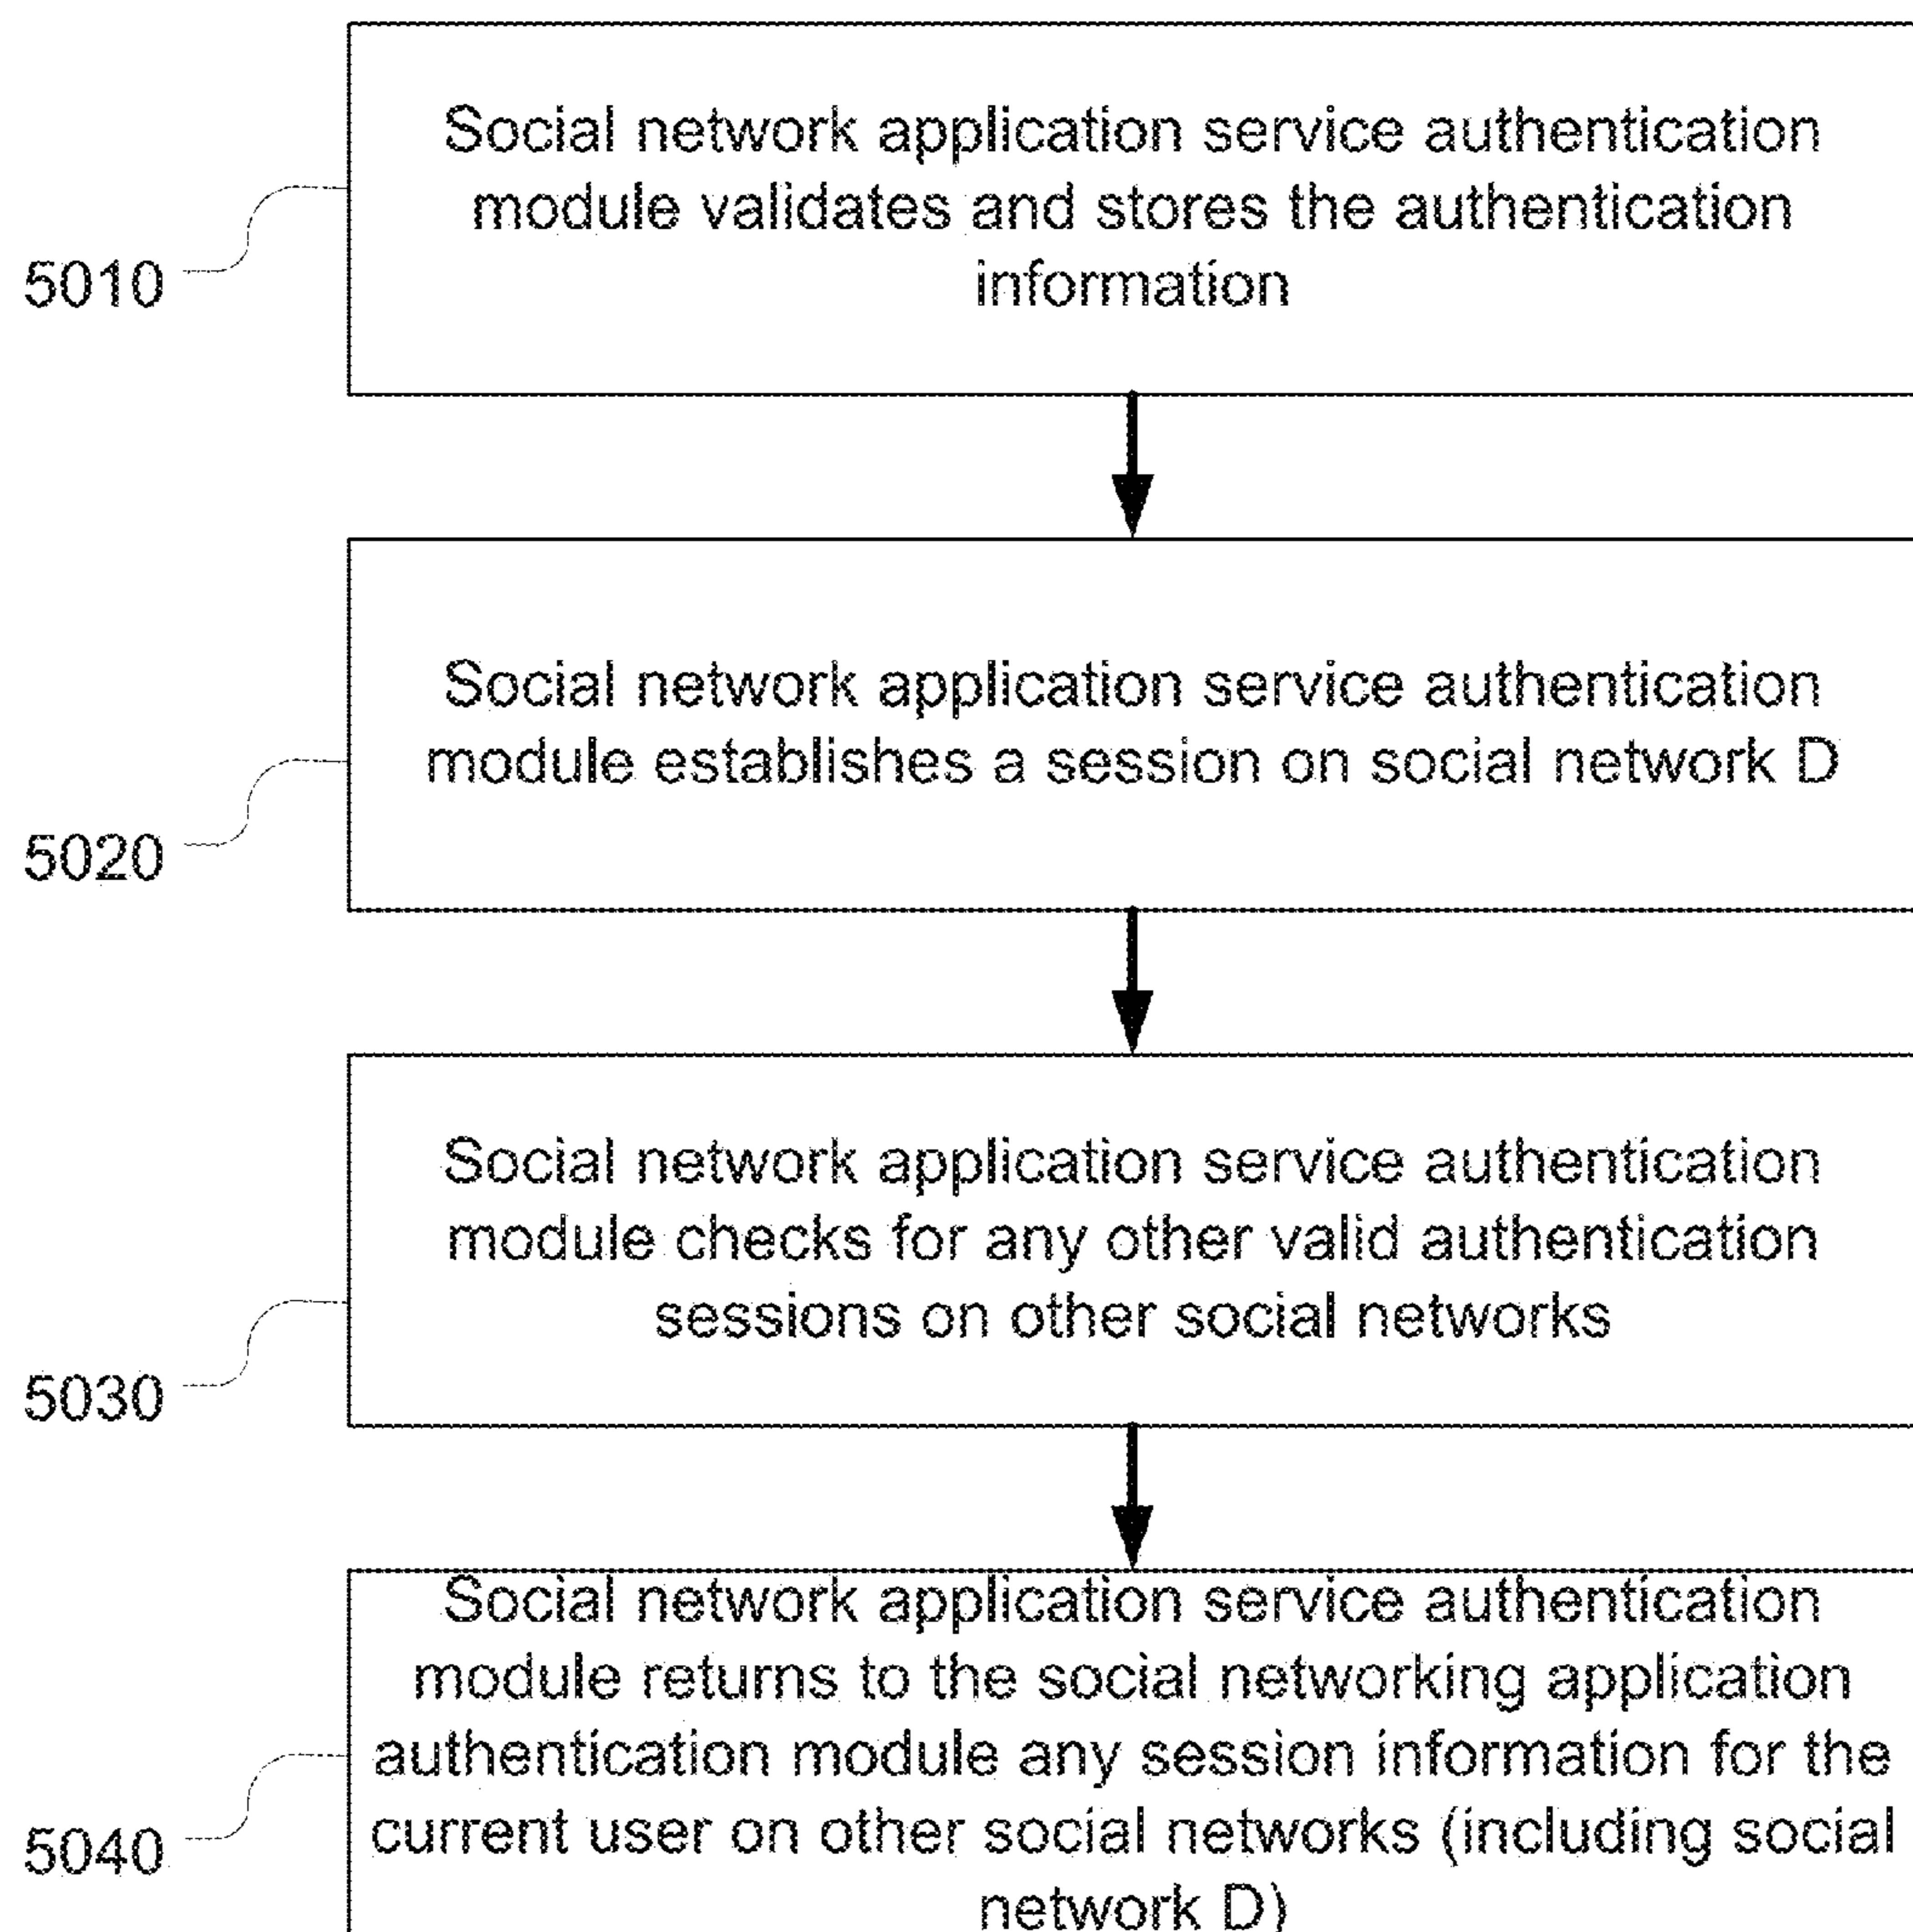 Social network application service authentication
module validates and stores the authentication
information
5010
Social network application service authentication
module establishes a session on social network D
5020
Social network application service authentication
module checks for any other valid authentication
sessions on other social networks
5030
Social network application service authentication
module returns to the social networking application
authentication module any session information for the
current user on other social networks (including social
network D)
5040